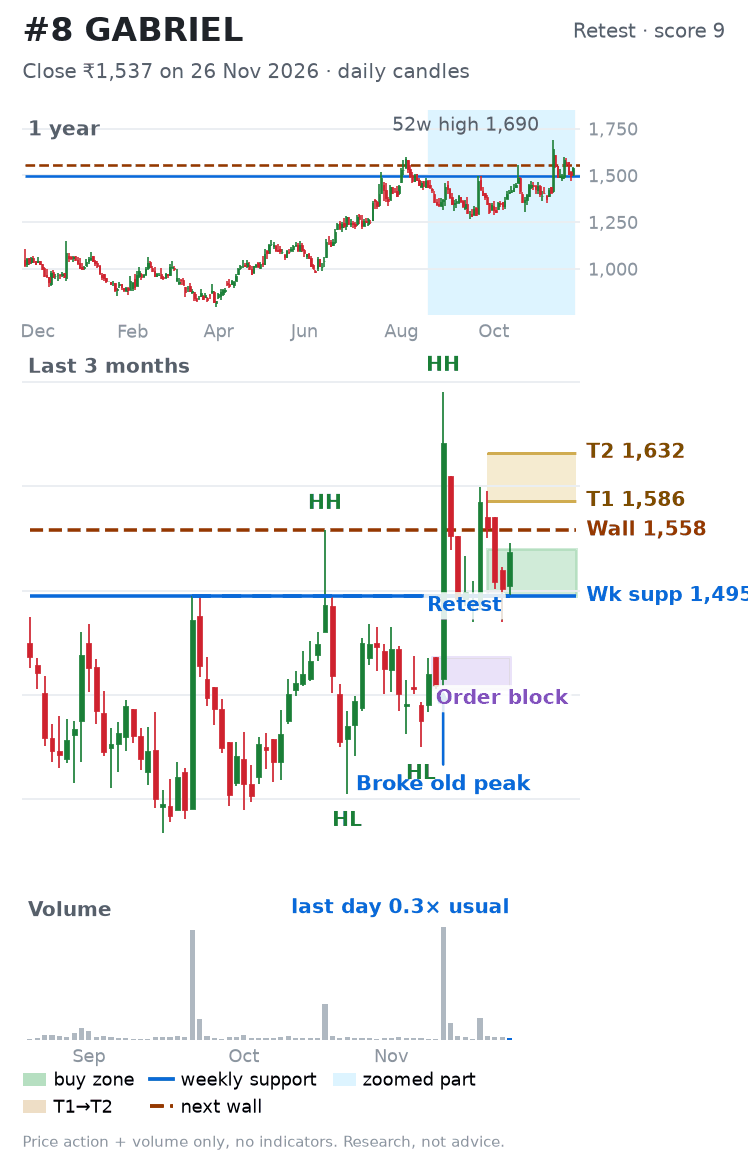 #8 GABRIEL
Retest · score 9
Close ₹1,537 on 26 Nov 2026 · daily candles
1 year
52w high 1,690
1,750
1,500
1,250
1,000
Dec Feb Apr Jun Aug Oct
Last 3 months
HH
HH
T2 1,632
T1 1,586
Wall 1,558
Wk supp 1,495
Retest
Order block
HL
Broke old peak
HL
Volume
last day 0.3× usual
Sep Oct Nov
buy zone weekly support zoomed part
T1→T2 next wall
Price action + volume only, no indicators. Research, not advice.